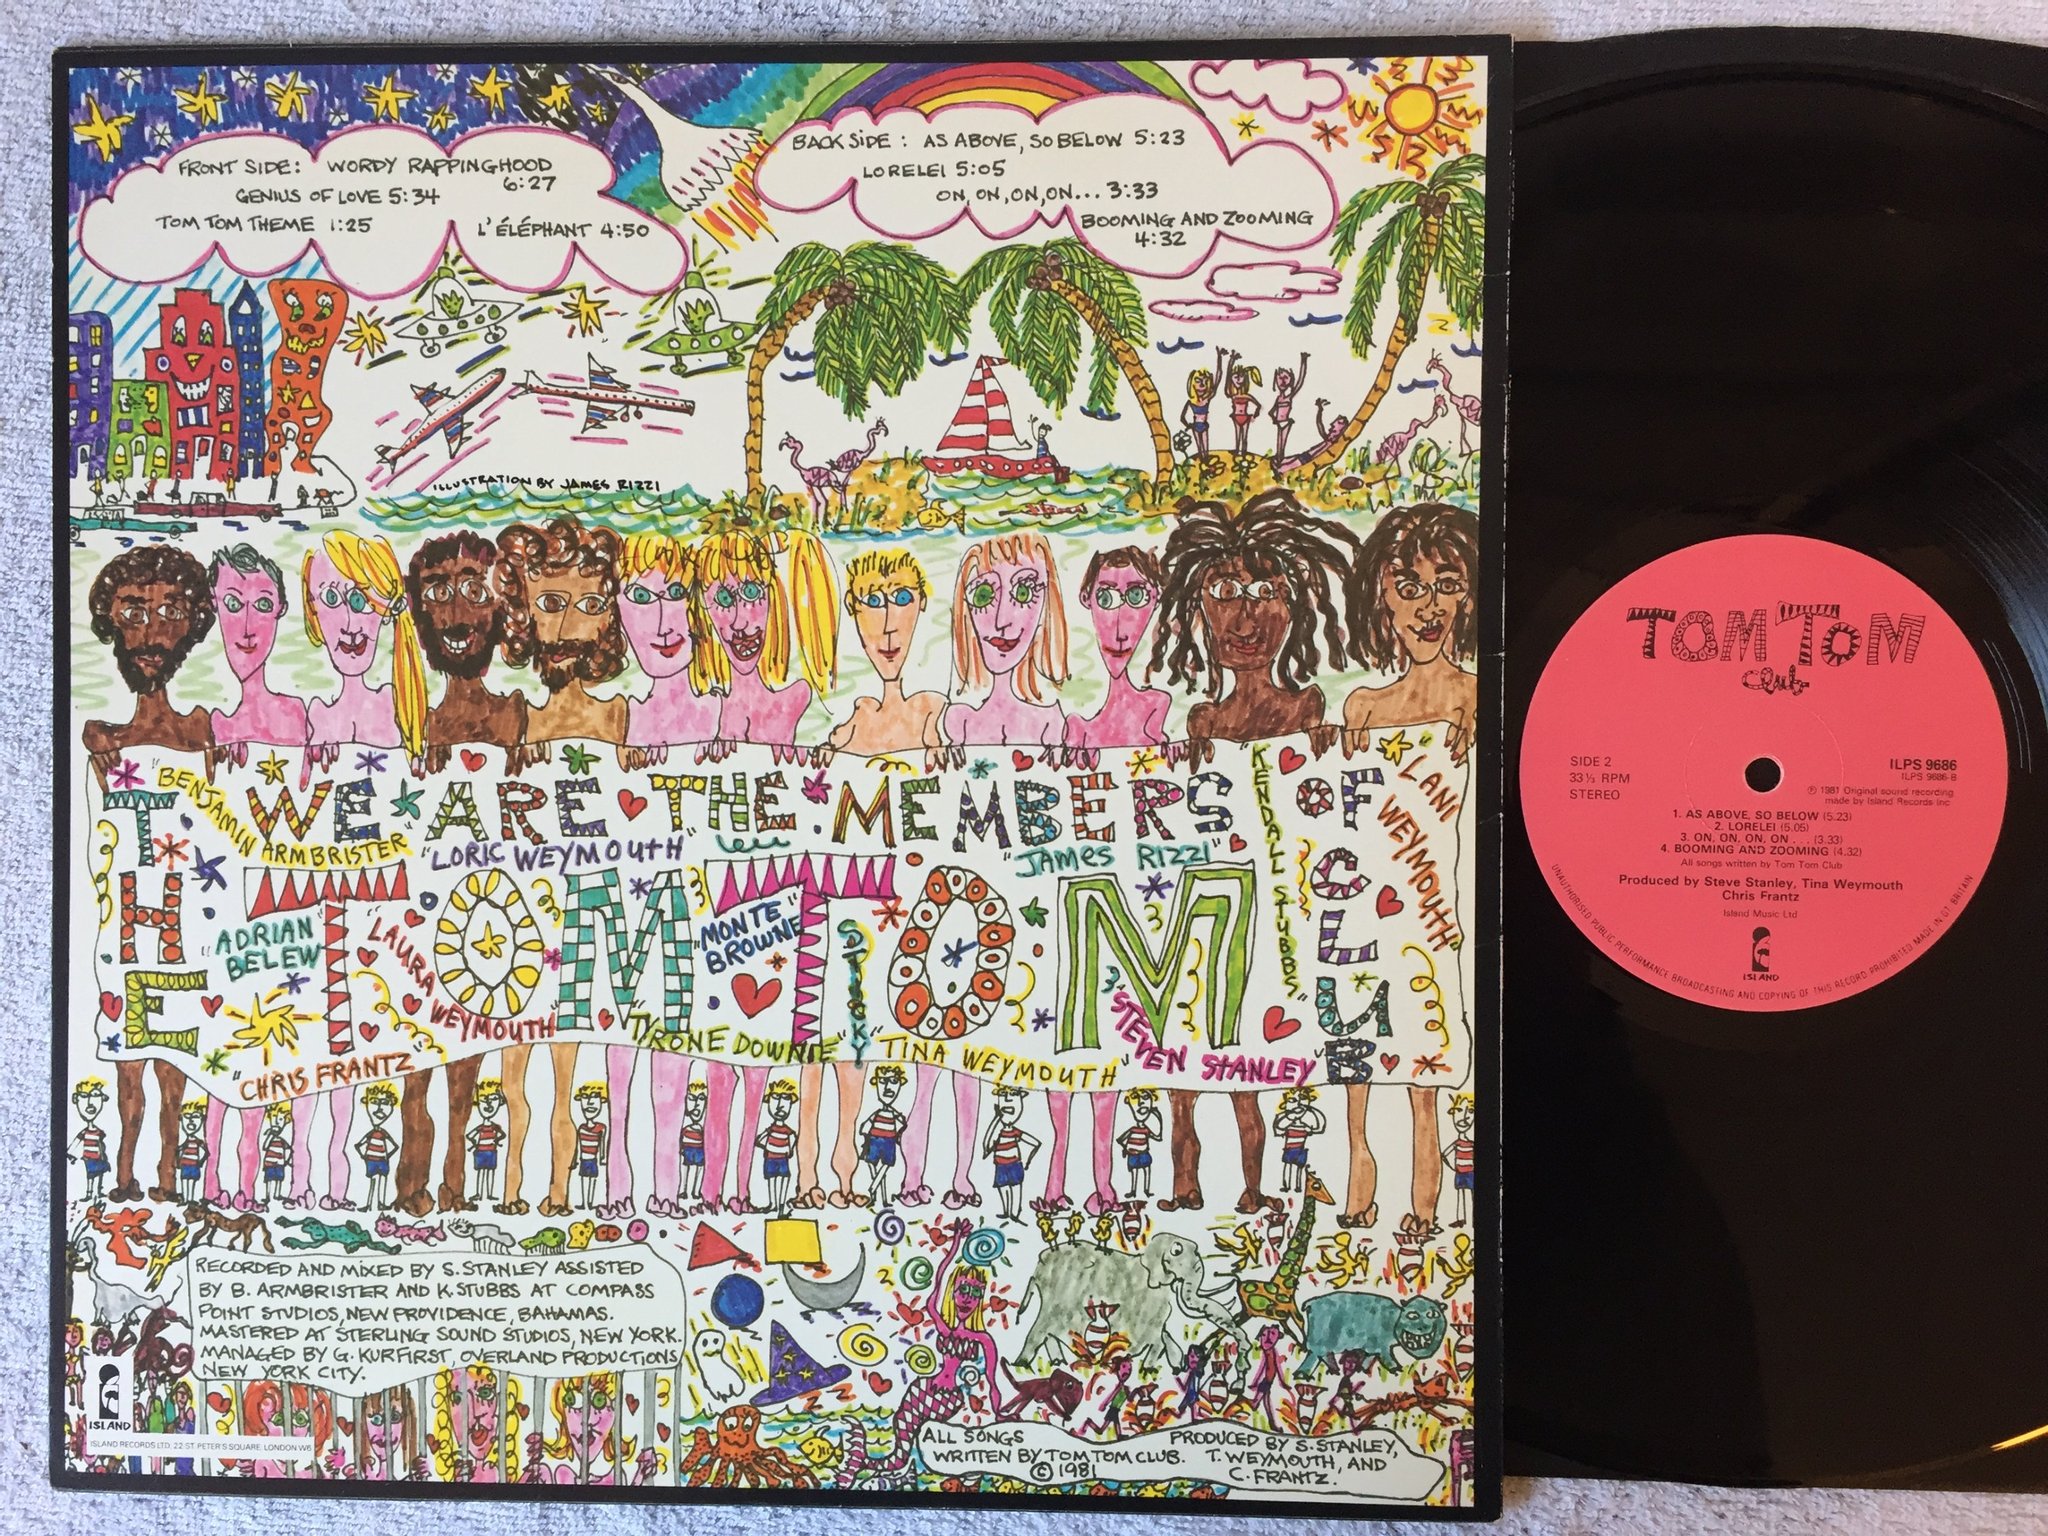 FRONT SIDE: WORDY RAPPINGHOOD
6:27
GENIUS OF LOVE 5:34
TOM TOM THEME 1:25
L'ÉLÉPHANT 4:50
BACK SIDE: AS ABOVE, SO BELOW 5:23
LORELEI 5:05
ON, ON, ON, ON... 3:33
BOOMING AND ZOOMING
4:32
ILLUSTRATION BY JAMES RIZZI
WE ARE THE MEMBERS OF
THE
TOM TOM
CLUB
"BENJAMIN ARMBRISTER"
"LORIC WEYMOUTH"
"JAMES RIZZI"
"KENDALL STUBBS"
"LANI WEYMOUTH"
"ADRIAN
BELEW"
"LAURA WEYMOUTH"
"MONTE
BROWNE"
"STICKY"
"CHRIS FRANTZ"
"TYRONE DOWNIE"
"TINA WEYMOUTH"
"STEVEN STANLEY"
RECORDED AND MIXED BY S. STANLEY ASSISTED
BY B. ARMBRISTER AND K. STUBBS AT COMPASS
POINT STUDIOS, NEW PROVIDENCE, BAHAMAS.
MASTERED AT STERLING SOUND STUDIOS, NEW YORK.
MANAGED BY G. KURFIRST, OVERLAND PRODUCTIONS
NEW YORK CITY.
ISLAND
ISLAND RECORDS LTD, 22 ST PETER'S SQUARE, LONDON W6
ALL SONGS
WRITTEN BY TOM TOM CLUB.
© 1981
PRODUCED BY S. STANLEY,
T. WEYMOUTH, AND
C. FRANTZ.
TOM TOM
club
SIDE 2
33⅓ RPM
STEREO
ILPS 9686
ILPS 9686-B
℗ 1981 Original sound recording
made by Island Records Inc
1. AS ABOVE, SO BELOW (5.23)
2. LORELEI (5.05)
3. ON, ON, ON, ON . . . (3.33)
4. BOOMING AND ZOOMING (4.32)
All songs written by Tom Tom Club
Produced by Steve Stanley, Tina Weymouth
Chris Frantz
Island Music Ltd
ISLAND
UNAUTHORISED PUBLIC PERFORMANCE BROADCASTING AND COPYING OF THIS RECORD PROHIBITED MADE IN GT BRITAIN